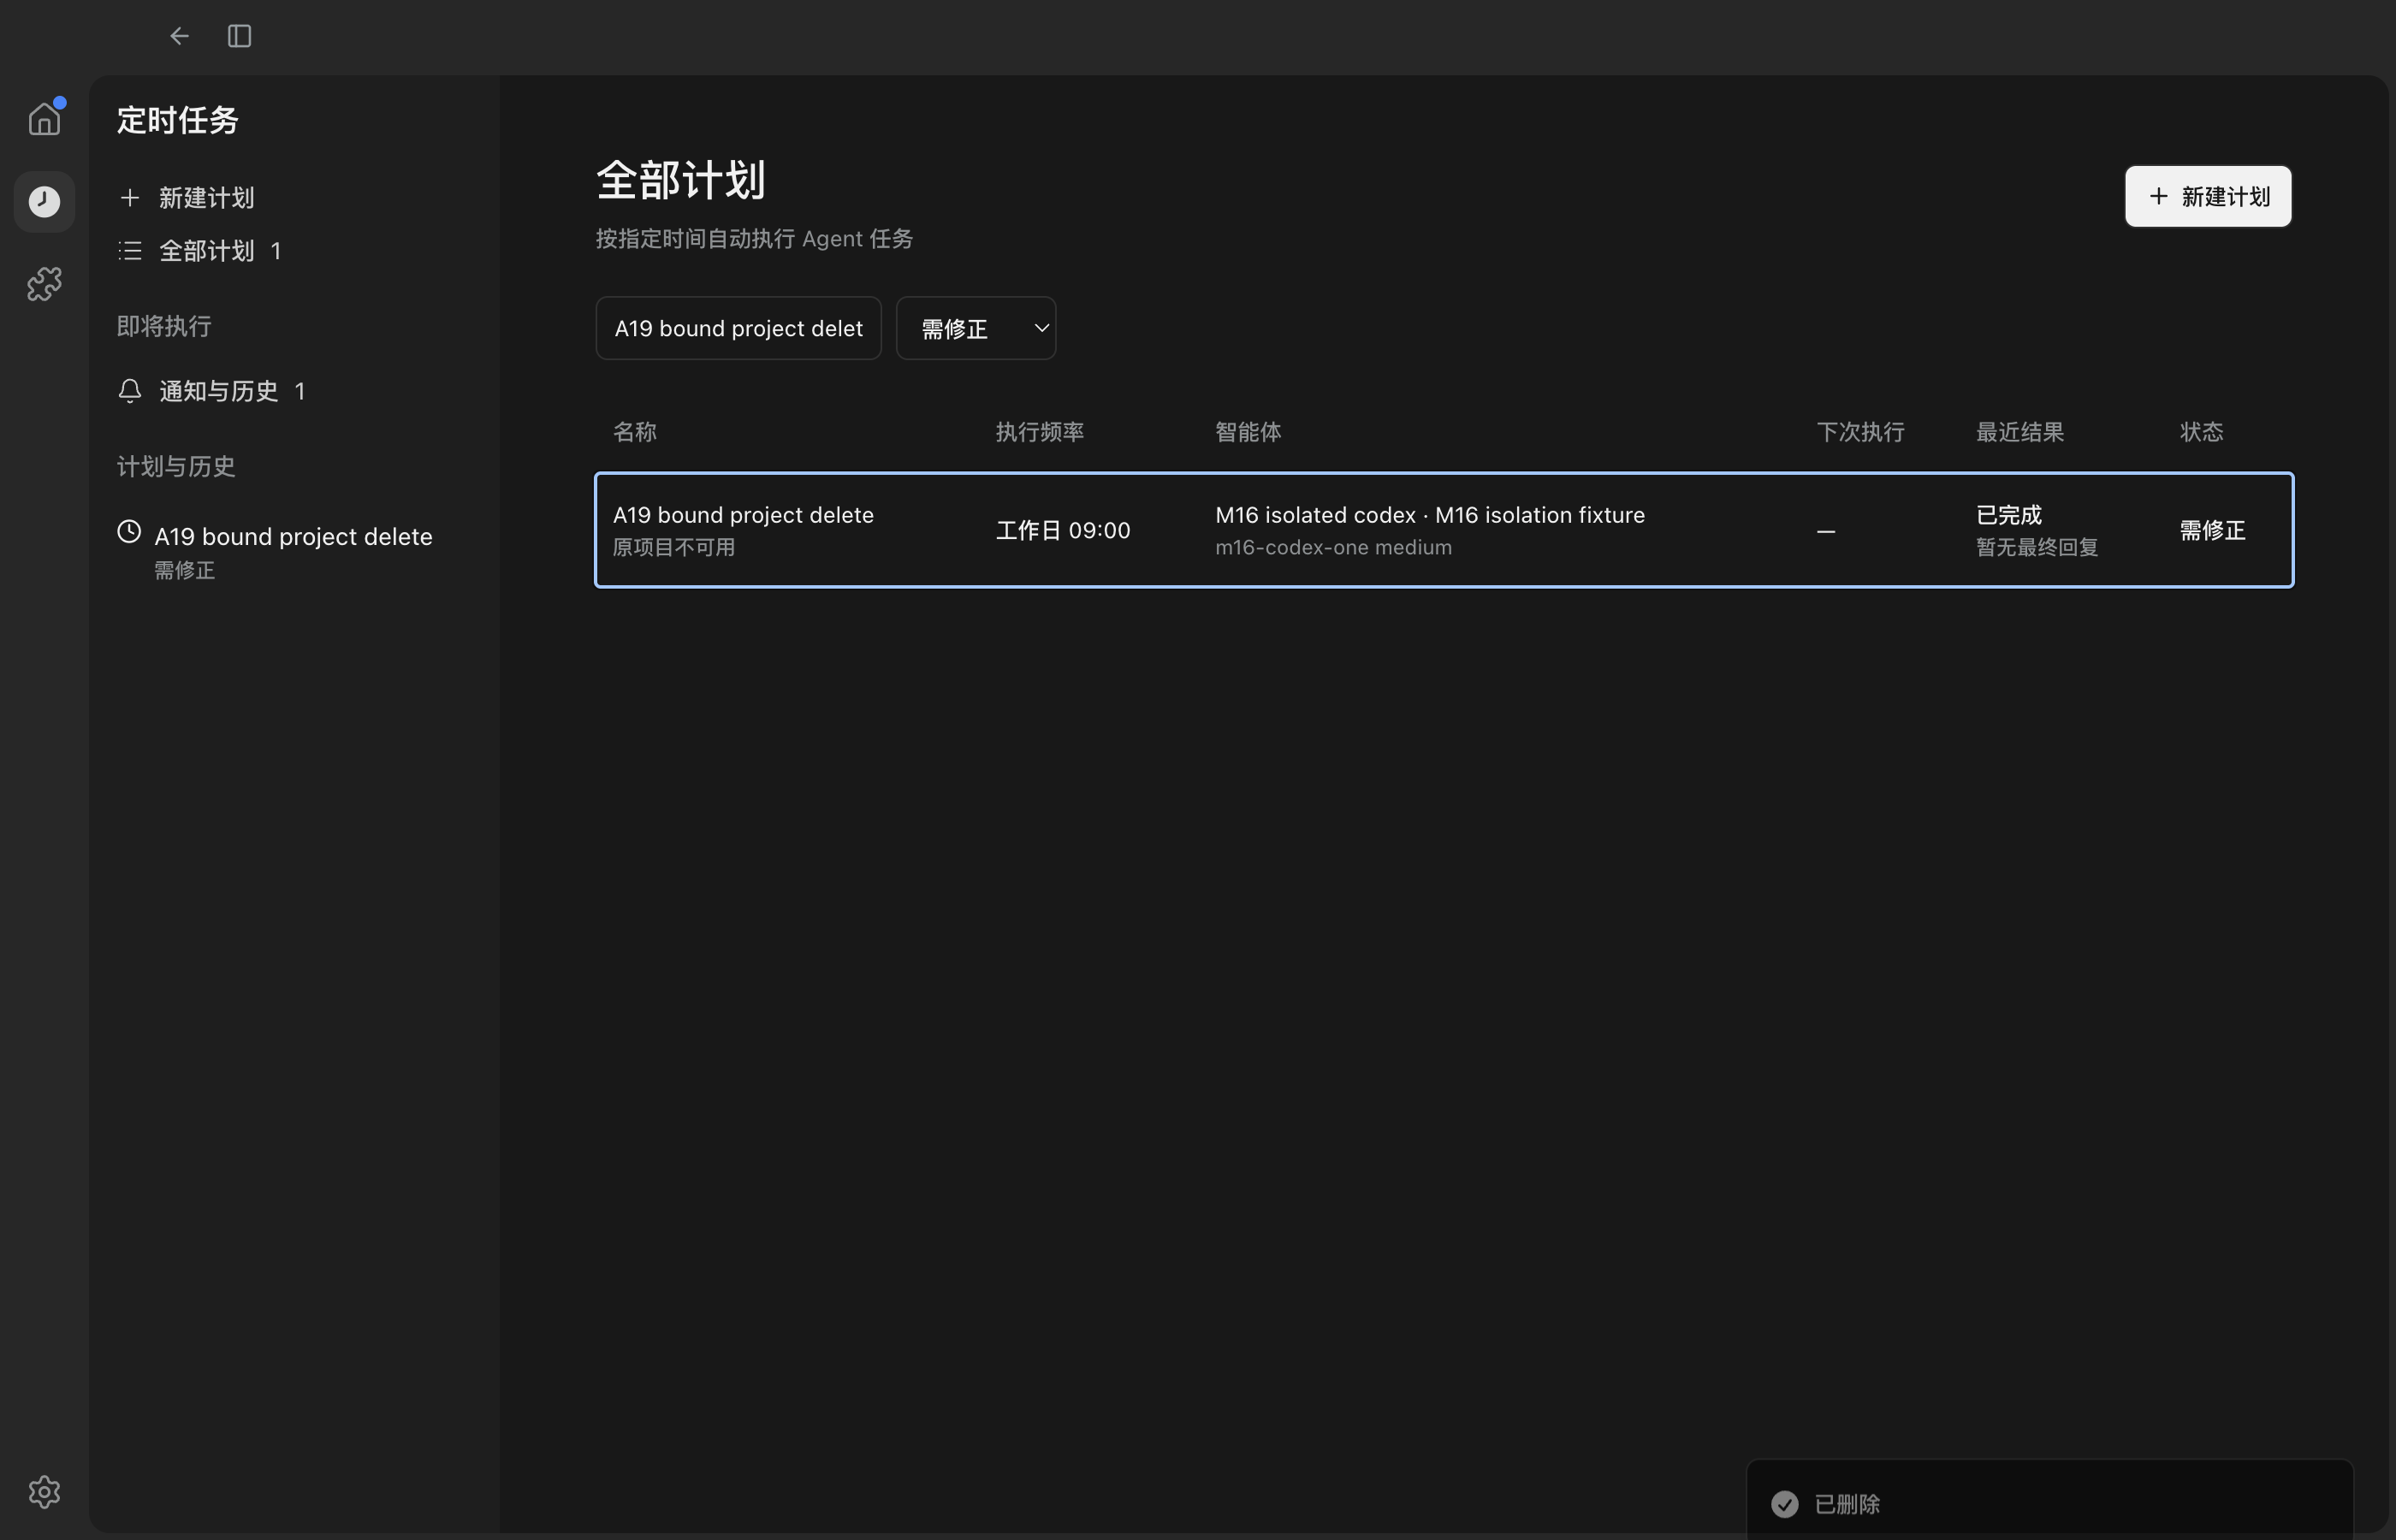 定时任务
新建计划
全部计划 1
即将执行
通知与历史 1
计划与历史
A19 bound project delete
需修正
全部计划
按指定时间自动执行 Agent 任务
新建计划
A19 bound project delet
需修正
名称 执行频率 智能体 下次执行 最近结果 状态
A19 bound project delete
原项目不可用
工作日 09:00
M16 isolated codex · M16 isolation fixture
m16-codex-one medium
—
已完成
暂无最终回复
需修正
已删除